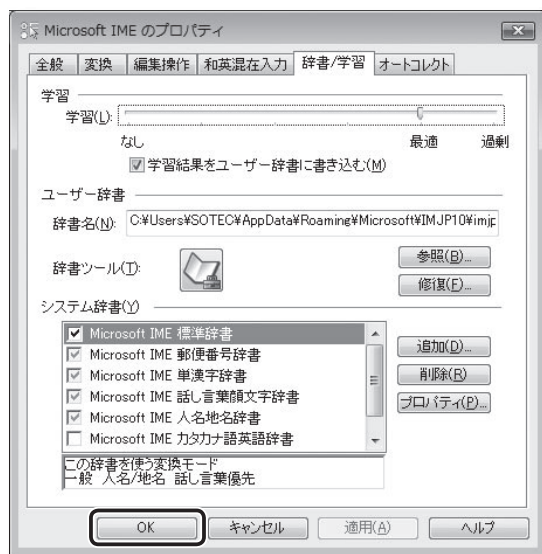 Microsoft IME のプロパティ
全般 変換 編集操作 和英混在入力 辞書/学習 オートコレクト
学習
学習(L):
なし 最適 過剰
学習結果をユーザー辞書に書き込む(M)
ユーザー辞書
辞書名(N): C:¥Users¥SOTEC¥AppData¥Roaming¥Microsoft¥IMJP10¥imjp
参照(B)...
辞書ツール(T):
修復(F)...
システム辞書(Y)
Microsoft IME 標準辞書
追加(D)...
Microsoft IME 郵便番号辞書
Microsoft IME 単漢字辞書
削除(R)
Microsoft IME 話し言葉顔文字辞書
プロパティ(P)...
Microsoft IME 人名地名辞書
Microsoft IME カタカナ語英語辞書
この辞書を使う変換モード
一般 人名/地名 話し言葉優先
OK キャンセル 適用(A) ヘルプ